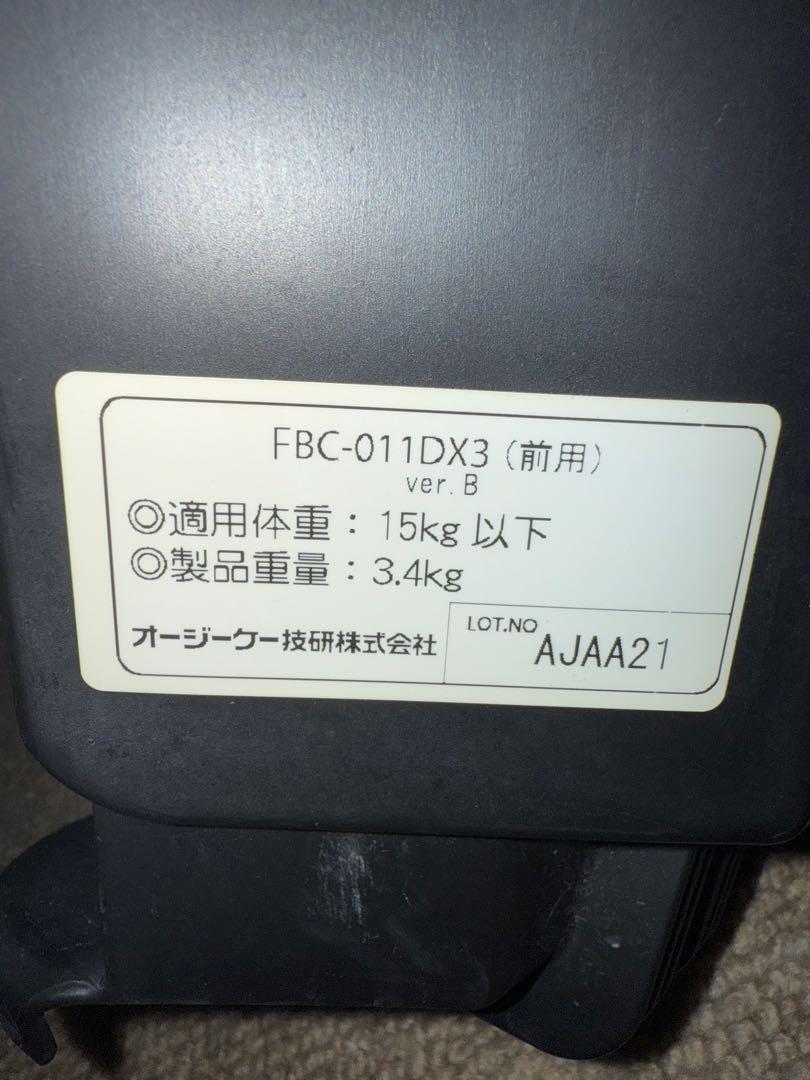 FBC-011DX3（前用）
ver. B
◎適用体重：15kg 以下
◎製品重量：3.4kg
オージーケー技研株式会社
LOT.NO AJAA21